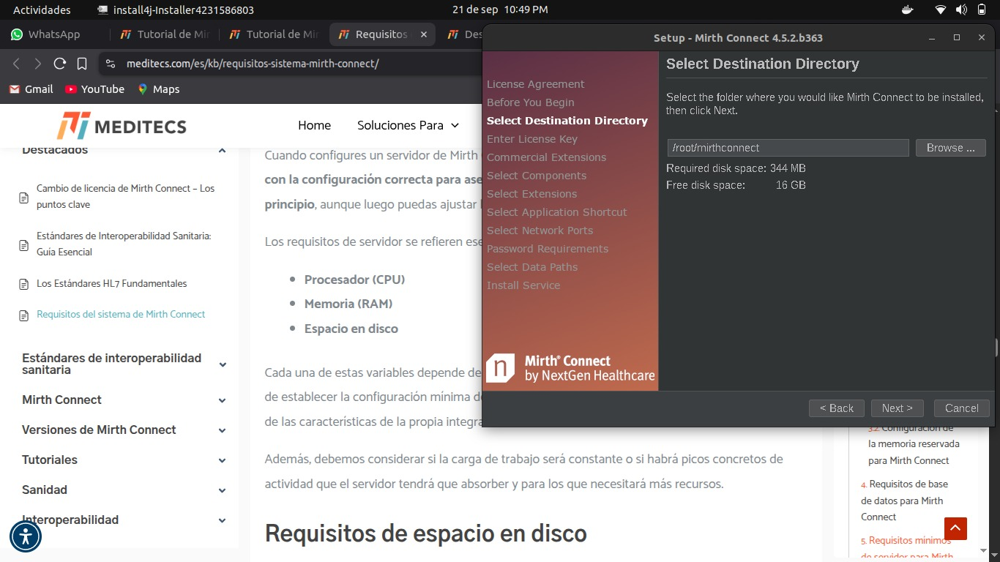 Actividades
install4j-Installer4231586803
21 de sep 10:49 PM
WhatsApp
Tutorial de Mir
Tutorial de Mir
Requisitos
Des
meditecs.com/es/kb/requisitos-sistema-mirth-connect/
Gmail
YouTube
Maps
MEDITECS
Home
Soluciones Para
Destacados
Cambio de licencia de Mirth Connect – Los
puntos clave
Estándares de Interoperabilidad Sanitaria:
Guía Esencial
Los Estándares HL7 Fundamentales
Requisitos del sistema de Mirth Connect
Estándares de interoperabilidad
sanitaria
Mirth Connect
Versiones de Mirth Connect
Tutoriales
Sanidad
Interoperabilidad
Cuando configures un servidor de Mirth
con la configuración correcta para ase
principio, aunque luego puedas ajustar
Los requisitos de servidor se refieren ese
Procesador (CPU)
Memoria (RAM)
Espacio en disco
Cada una de estas variables depende de
de establecer la configuración mínima d
de las características de la propia integra
Además, debemos considerar si la carga de trabajo será constante o si habrá picos concretos de
actividad que el servidor tendrá que absorber y para los que necesitará más recursos.
Requisitos de espacio en disco
Setup - Mirth Connect 4.5.2.b363
License Agreement
Before You Begin
Select Destination Directory
Enter License Key
Commercial Extensions
Select Components
Select Extensions
Select Application Shortcut
Select Network Ports
Password Requirements
Select Data Paths
Install Service
n
Mirth® Connect
by NextGen Healthcare
Select Destination Directory
Select the folder where you would like Mirth Connect to be installed,
then click Next.
/root/mirthconnect
Browse ...
Required disk space: 344 MB
Free disk space: 16 GB
< Back
Next >
Cancel
3.2. Configuración de
la memoria reservada
para Mirth Connect
4. Requisitos de base
de datos para Mirth
Connect
5. Requisitos mínimos
de servidor para Mirth